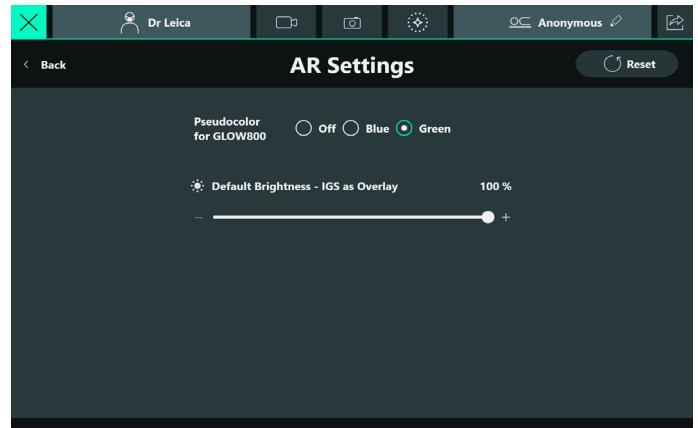 Dr Leica
Anonymous
Back
AR Settings
Reset
Pseudocolor
for GLOW800
Off
Blue
Green
Default Brightness - IGS as Overlay
100 %